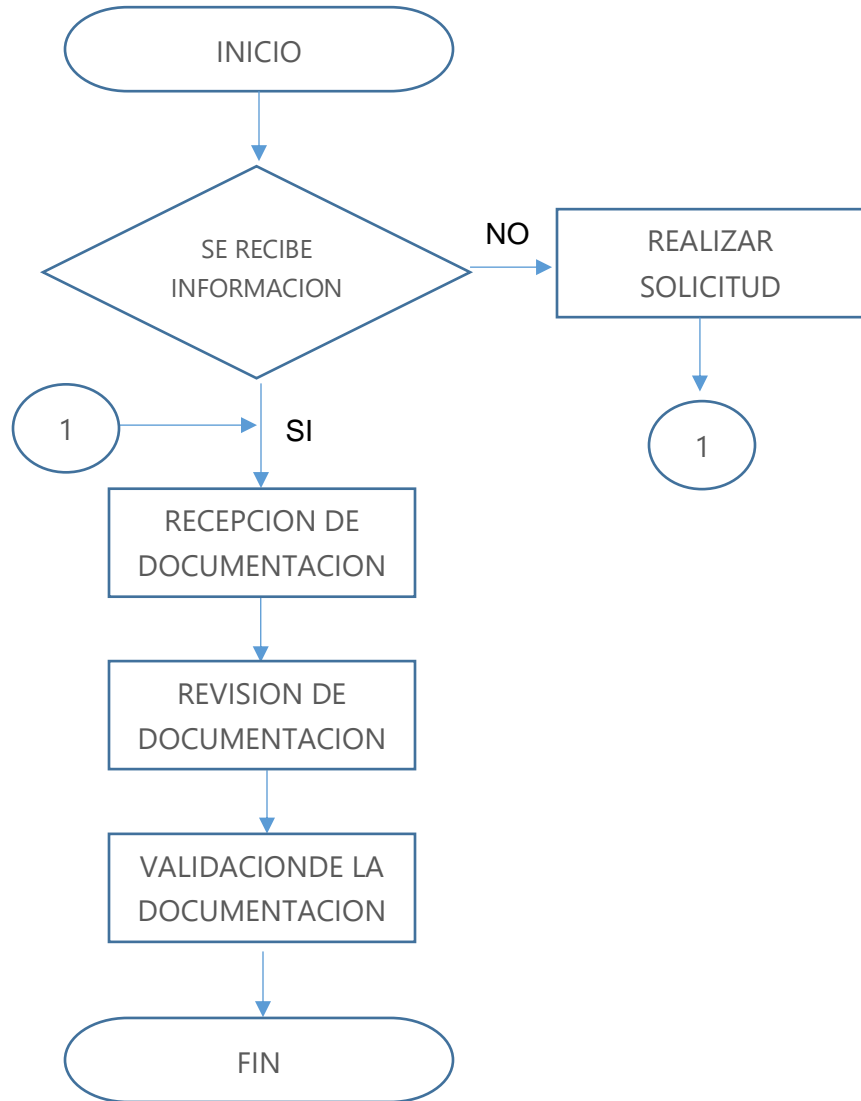 INICIO
SE RECIBE
INFORMACION
NO
REALIZAR
SOLICITUD
1
SI
1
RECEPCION DE
DOCUMENTACION
REVISION DE
DOCUMENTACION
VALIDACIONDE LA
DOCUMENTACION
FIN